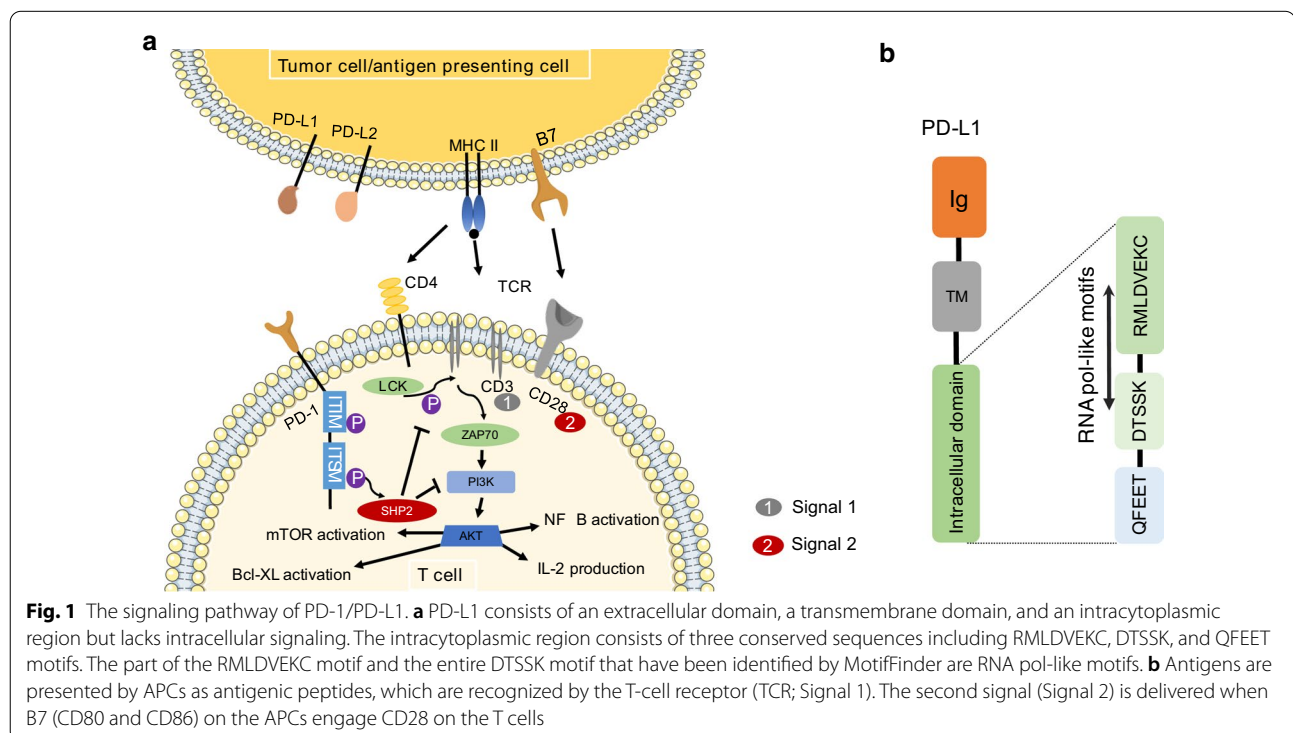 a
Tumor cell/antigen presenting cell
PD-L1
PD-L2
MHC II
B7
CD4
TCR
LCK
P
CD3
1
CD28
2
PD-1
ITIM
P
ZAP70
ITSM
P
PI3K
SHP2
mTOR activation
AKT
NF B activation
Bcl-XL activation
IL-2 production
T cell
1 Signal 1
2 Signal 2
b
PD-L1
Ig
TM
Intracellular domain
RNA pol-like motifs
RMLDVEKC
DTSSK
QFEET
Fig. 1 The signaling pathway of PD-1/PD-L1. a PD-L1 consists of an extracellular domain, a transmembrane domain, and an intracytoplasmic
region but lacks intracellular signaling. The intracytoplasmic region consists of three conserved sequences including RMLDVEKC, DTSSK, and QFEET
motifs. The part of the RMLDVEKC motif and the entire DTSSK motif that have been identified by MotifFinder are RNA pol-like motifs. b Antigens are
presented by APCs as antigenic peptides, which are recognized by the T-cell receptor (TCR; Signal 1). The second signal (Signal 2) is delivered when
B7 (CD80 and CD86) on the APCs engage CD28 on the T cells